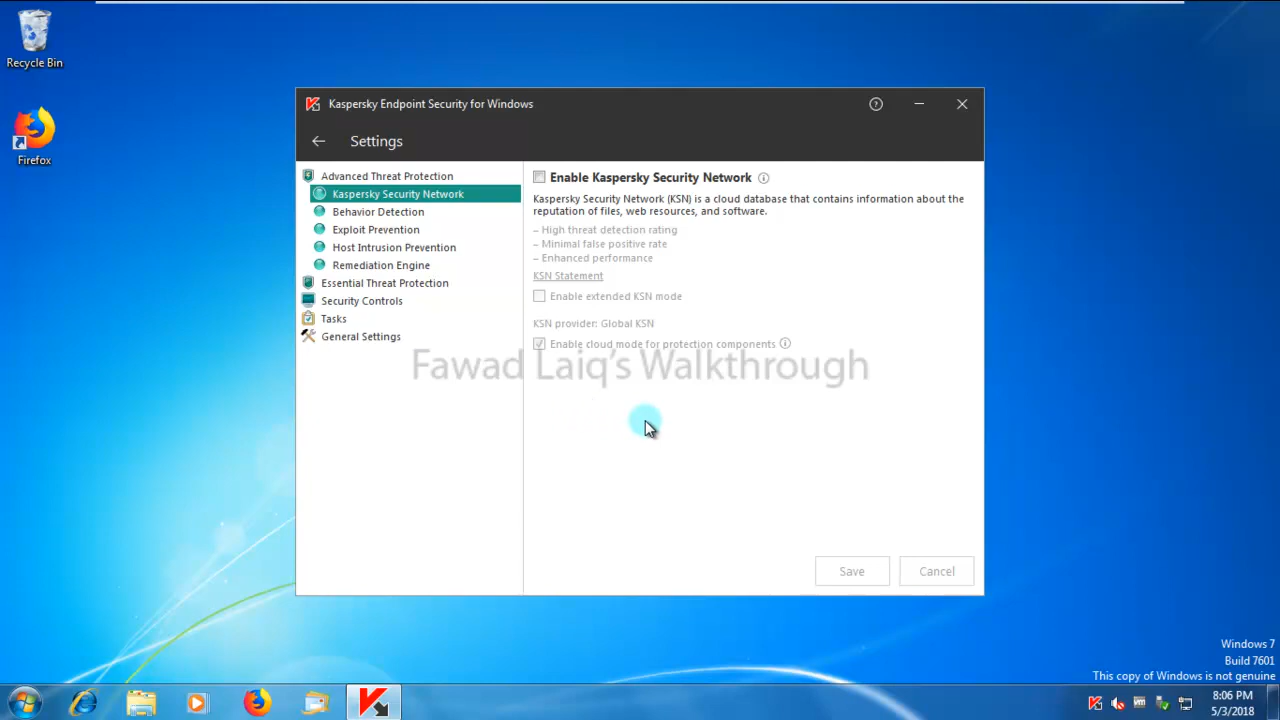 Recycle Bin
Firefox
Kaspersky Endpoint Security for Windows
Settings
Advanced Threat Protection
Kaspersky Security Network
Behavior Detection
Exploit Prevention
Host Intrusion Prevention
Remediation Engine
Essential Threat Protection
Security Controls
Tasks
General Settings
Enable Kaspersky Security Network
Kaspersky Security Network (KSN) is a cloud database that contains information about the
reputation of files, web resources, and software.
– High threat detection rating
– Minimal false positive rate
– Enhanced performance
KSN Statement
Enable extended KSN mode
KSN provider: Global KSN
Enable cloud mode for protection components
Fawad Laiq's Walkthrough
Save Cancel
Windows 7
Build 7601
This copy of Windows is not genuine
8:06 PM
5/3/2018